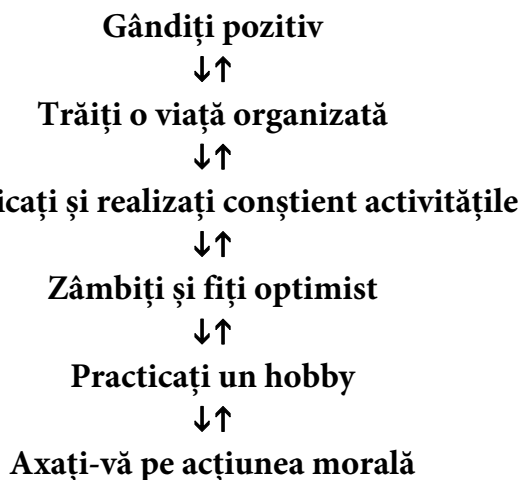 Gândiți pozitiv
↓↑
Trăiți o viață organizată
↓↑
și realizați conștient activitățile
↓↑
Zâmbiți și fiți optimist
↓↑
Practicați un hobby
↓↑
Axați-vă pe acțiunea morală